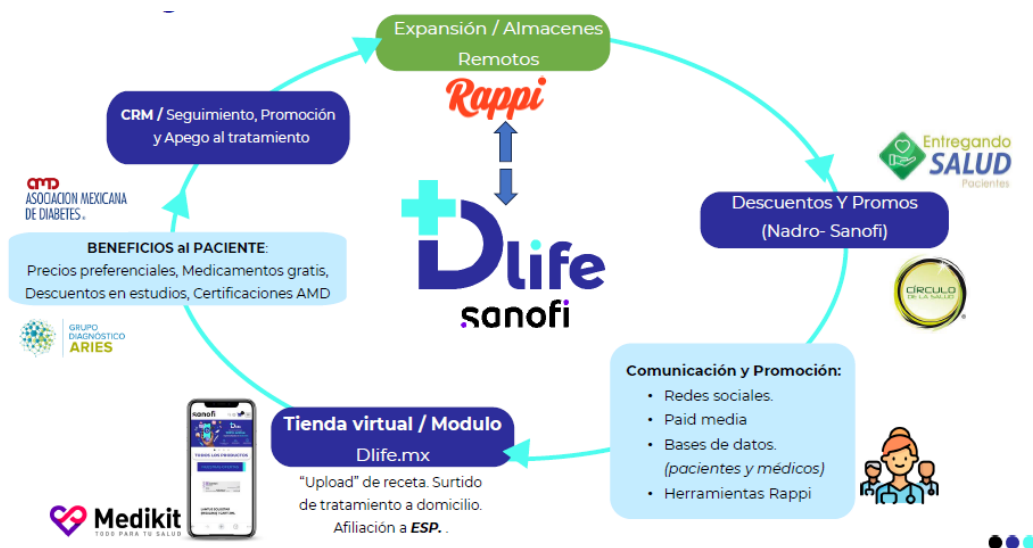 Expansión / Almacenes
Remotos
Rappi
CRM / Seguimiento, Promoción
y Apego al tratamiento
Entregando
SALUD
Pacientes
AMD
ASOCIACION MEXICANA
DE DIABETES.
Descuentos Y Promos
(Nadro- Sanofi)
BENEFICIOS al PACIENTE:
Precios preferenciales, Medicamentos gratis,
Descuentos en estudios, Certificaciones AMD
Dlife
sanofi
CÍRCULO
DE LA SALUD
GRUPO
DIAGNÓSTICO
ARIES
Comunicación y Promoción:
• Redes sociales.
• Paid media
• Bases de datos.
(pacientes y médicos)
• Herramientas Rappi
sanofi
TODOS LOS PRODUCTOS
Tienda virtual / Modulo
Dlife.mx
"Upload" de receta. Surtido
de tratamiento a domicilio.
Afiliación a ESP. .
Medikit
TODO PARA TU SALUD